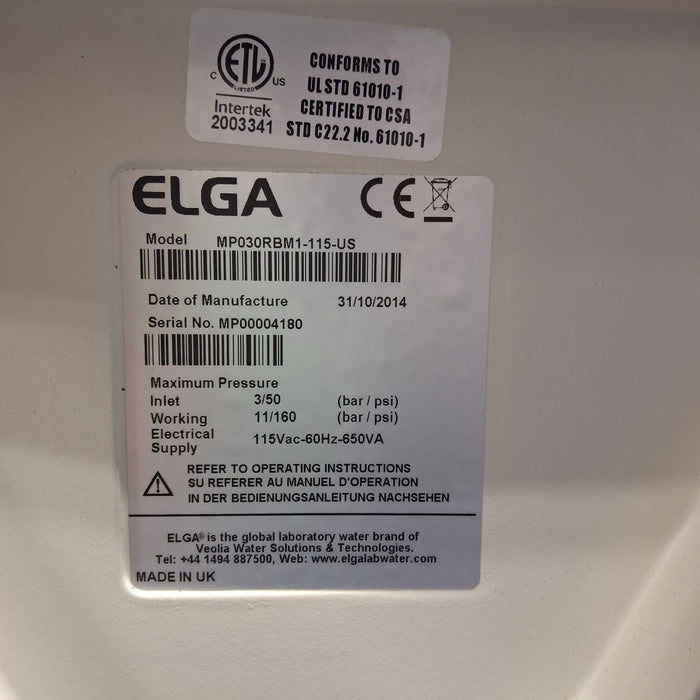 ETL
C US
LISTED
Intertek
2003341
CONFORMS TO
UL STD 61010-1
CERTIFIED TO CSA
STD C22.2 No. 61010-1
ELGA CE
Model MP030RBM1-115-US
Date of Manufacture 31/10/2014
Serial No. MP00004180
Maximum Pressure
Inlet 3/50 (bar / psi)
Working 11/160 (bar / psi)
Electrical Supply 115Vac-60Hz-650VA
REFER TO OPERATING INSTRUCTIONS
SU REFERER AU MANUEL D'OPERATION
IN DER BEDIENUNGSANLEITUNG NACHSEHEN
ELGA® is the global laboratory water brand of
Veolia Water Solutions & Technologies.
Tel: +44 1494 887500, Web: www.elgalabwater.com
MADE IN UK